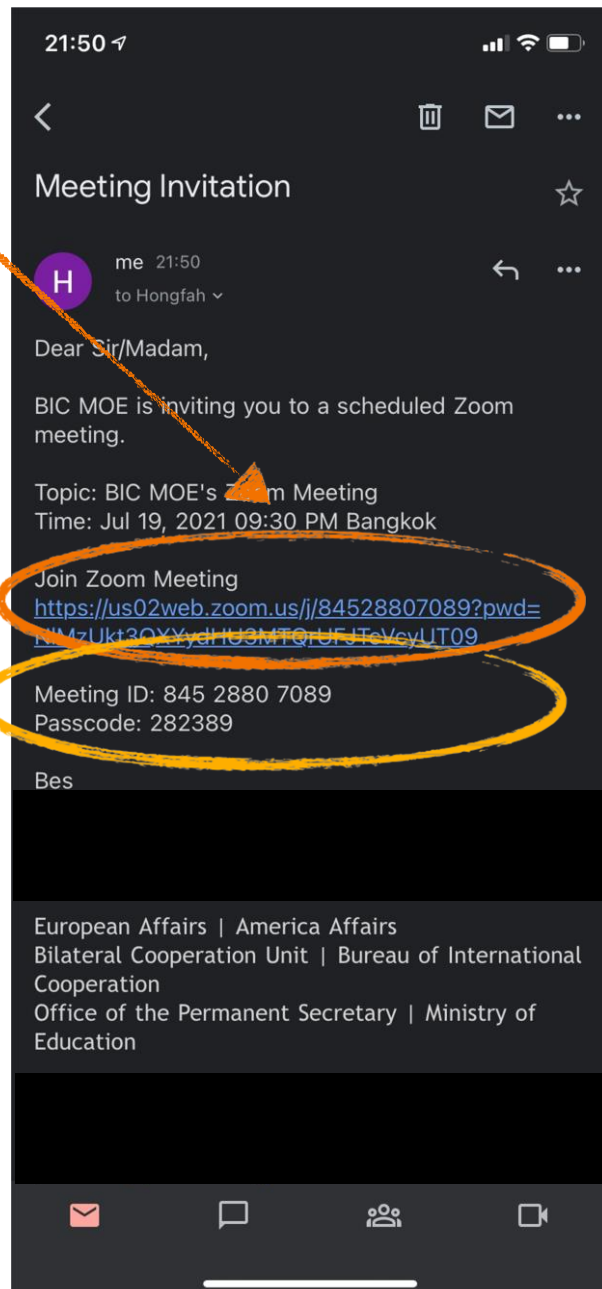 21:50
Meeting Invitation
H
me 21:50
to Hongfah
Dear Sir/Madam,
BIC MOE is inviting you to a scheduled Zoom
meeting.
Topic: BIC MOE's Zoom Meeting
Time: Jul 19, 2021 09:30 PM Bangkok
Join Zoom Meeting
https://us02web.zoom.us/j/84528807089?pwd=
Meeting ID: 845 2880 7089
Passcode: 282389
Bes
European Affairs | America Affairs
Bilateral Cooperation Unit | Bureau of International
Cooperation
Office of the Permanent Secretary | Ministry of
Education